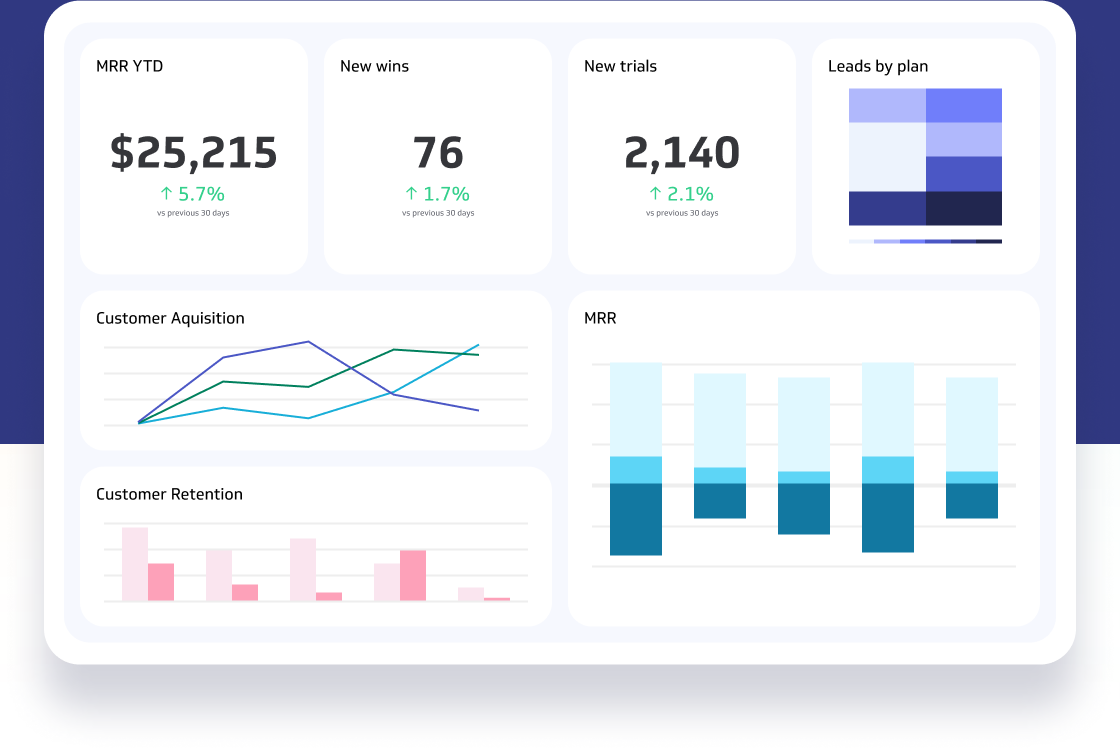 MRR YTD
$25,215
↑ 5.7%
vs previous 30 days
New wins
76
↑ 1.7%
vs previous 30 days
New trials
2,140
↑ 2.1%
vs previous 30 days
Leads by plan
Customer Aquisition
MRR
Customer Retention